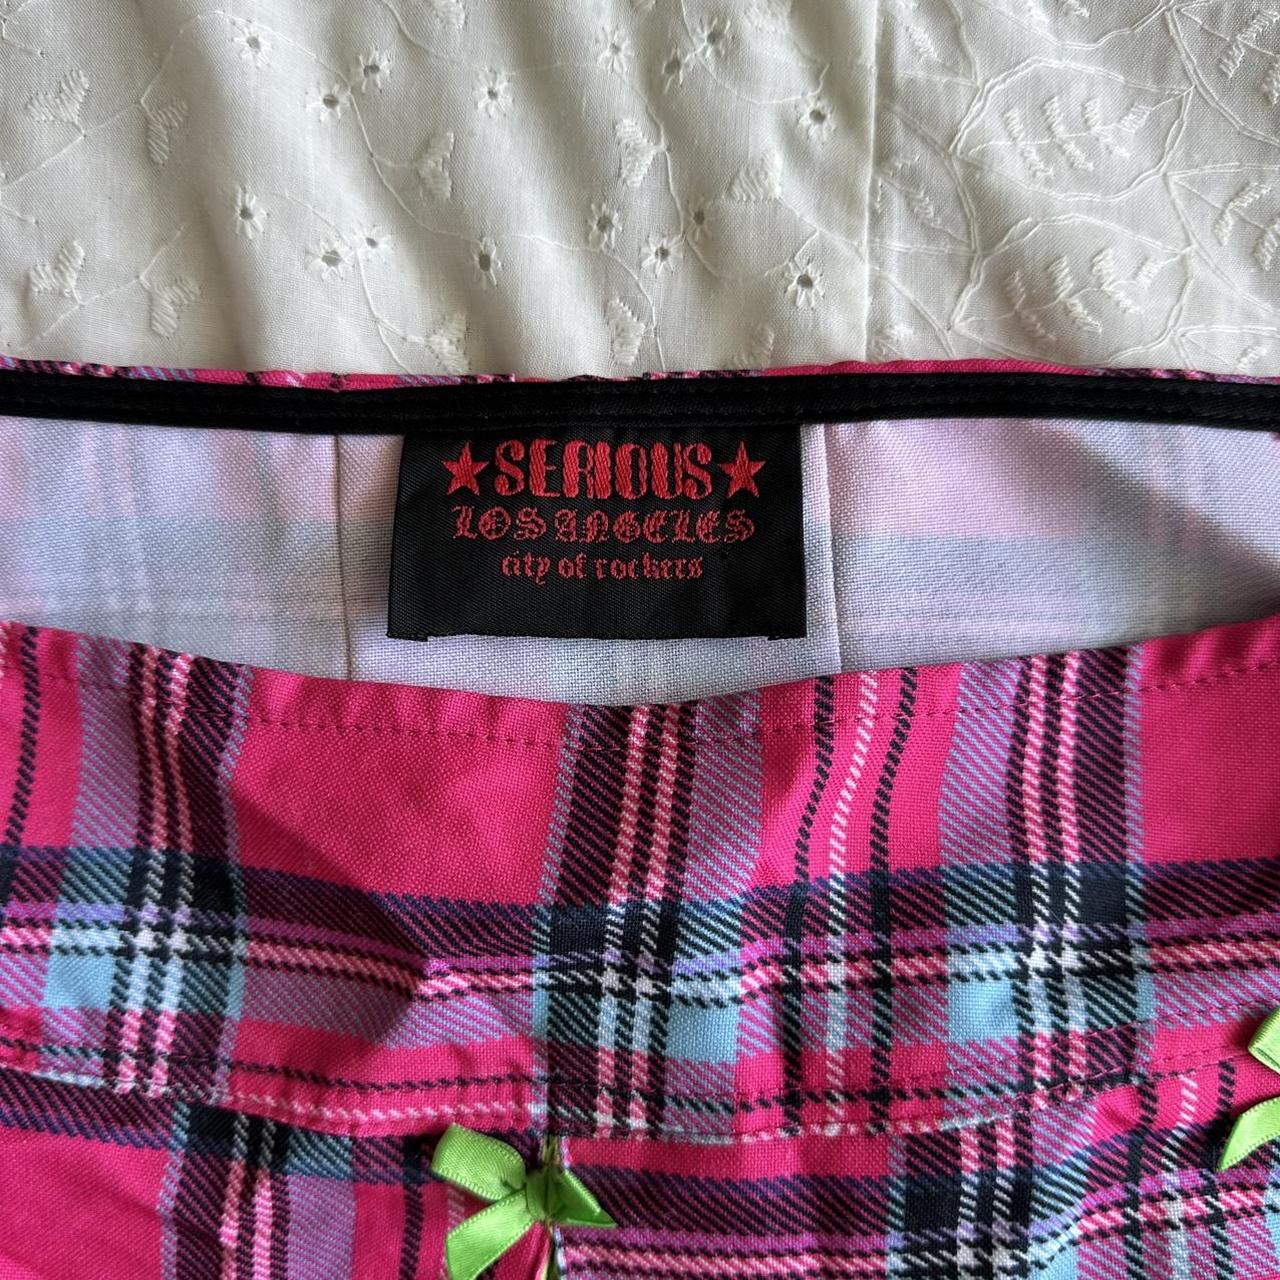 ★SERIOUS★
LOS ANGELES
city of rockers